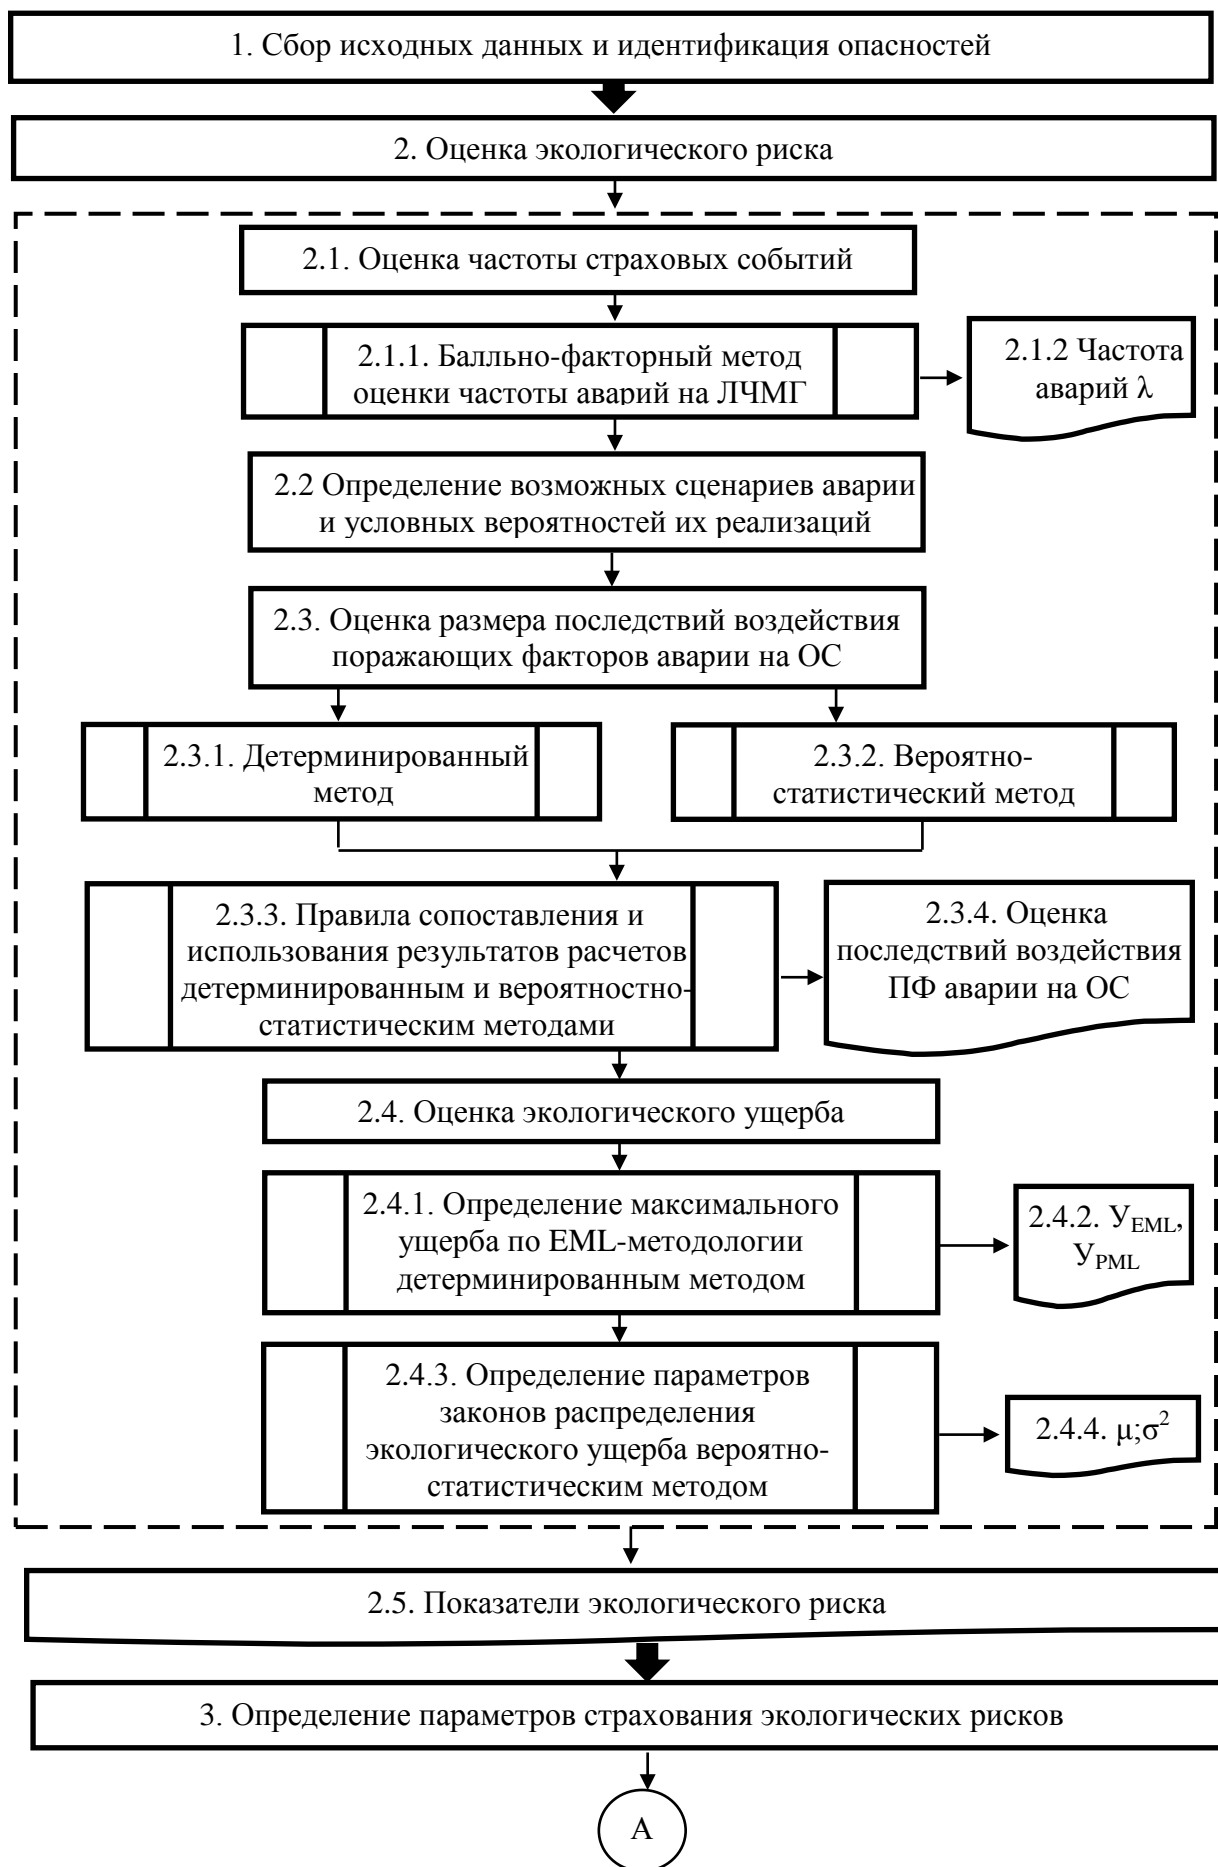 1. Сбор исходных данных и идентификация опасностей
2. Оценка экологического риска
2.1. Оценка частоты страховых событий
2.1.1. Балльно-факторный метод
оценки частоты аварий на ЛЧМГ
2.1.2 Частота
аварий λ
2.2 Определение возможных сценариев аварии
и условных вероятностей их реализаций
2.3. Оценка размера последствий воздействия
поражающих факторов аварии на ОС
2.3.1. Детерминированный
метод
2.3.2. Вероятно-
статистический метод
2.3.3. Правила сопоставления и
использования результатов расчетов
детерминированным и вероятностно-
статистическим методами
2.3.4. Оценка
последствий воздействия
ПФ аварии на ОС
2.4. Оценка экологического ущерба
2.4.1. Определение максимального
ущерба по EML-методологии
детерминированным методом
2.4.2. У_EML,
У_PML
2.4.3. Определение параметров
законов распределения
экологического ущерба вероятно-
статистическим методом
2.4.4. μ;σ²
2.5. Показатели экологического риска
3. Определение параметров страхования экологических рисков
А